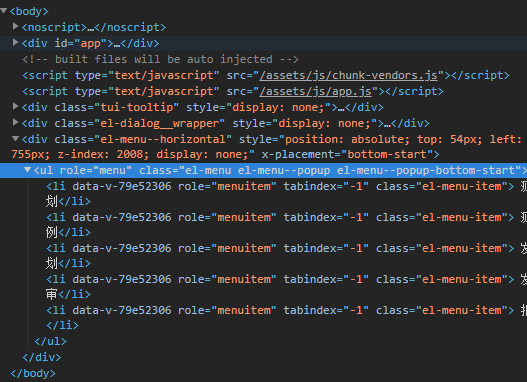 <body>
<noscript>…</noscript>
<div id="app">…</div>
<!-- built files will be auto injected -->
<script type="text/javascript" src="/assets/js/chunk-vendors.js"></script>
<script type="text/javascript" src="/assets/js/app.js"></script>
<div class="tui-tooltip" style="display: none;">…</div>
<div class="el-dialog__wrapper" style="display: none;">…</div>
<div class="el-menu--horizontal" style="position: absolute; top: 54px; left:
755px; z-index: 2008; display: none;" x-placement="bottom-start">
<ul role="menu" class="el-menu el-menu--popup el-menu--popup-bottom-start">
<li data-v-79e52306 role="menuitem" tabindex="-1" class="el-menu-item">
划</li>
<li data-v-79e52306 role="menuitem" tabindex="-1" class="el-menu-item">
例</li>
<li data-v-79e52306 role="menuitem" tabindex="-1" class="el-menu-item">
划</li>
<li data-v-79e52306 role="menuitem" tabindex="-1" class="el-menu-item">
审</li>
<li data-v-79e52306 role="menuitem" tabindex="-1" class="el-menu-item">
</li>
</ul>
</div>
</body>